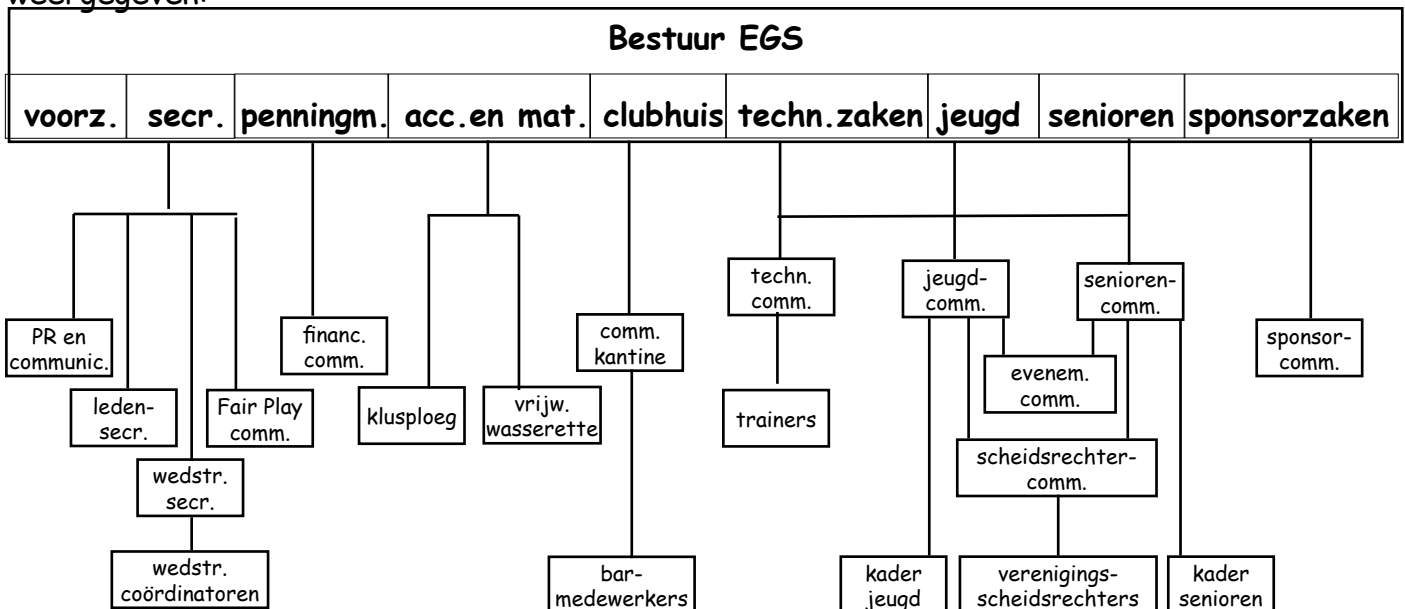 weergegeven:
Bestuur EGS
voorz. secr. penningm. acc.en mat. clubhuis techn.zaken jeugd senioren sponsorzaken
techn.
comm.
jeugd-
comm.
senioren-
comm.
PR en
communic.
financ.
comm.
comm.
kantine
sponsor-
comm.
evenem.
comm.
leden-
secr.
Fair Play
comm.
klusploeg
vrijw.
wasserette
trainers
wedstr.
secr.
scheidsrechter-
comm.
wedstr.
coördinatoren
bar-
medewerkers
kader
jeugd
verenigings-
scheidsrechters
kader
senioren